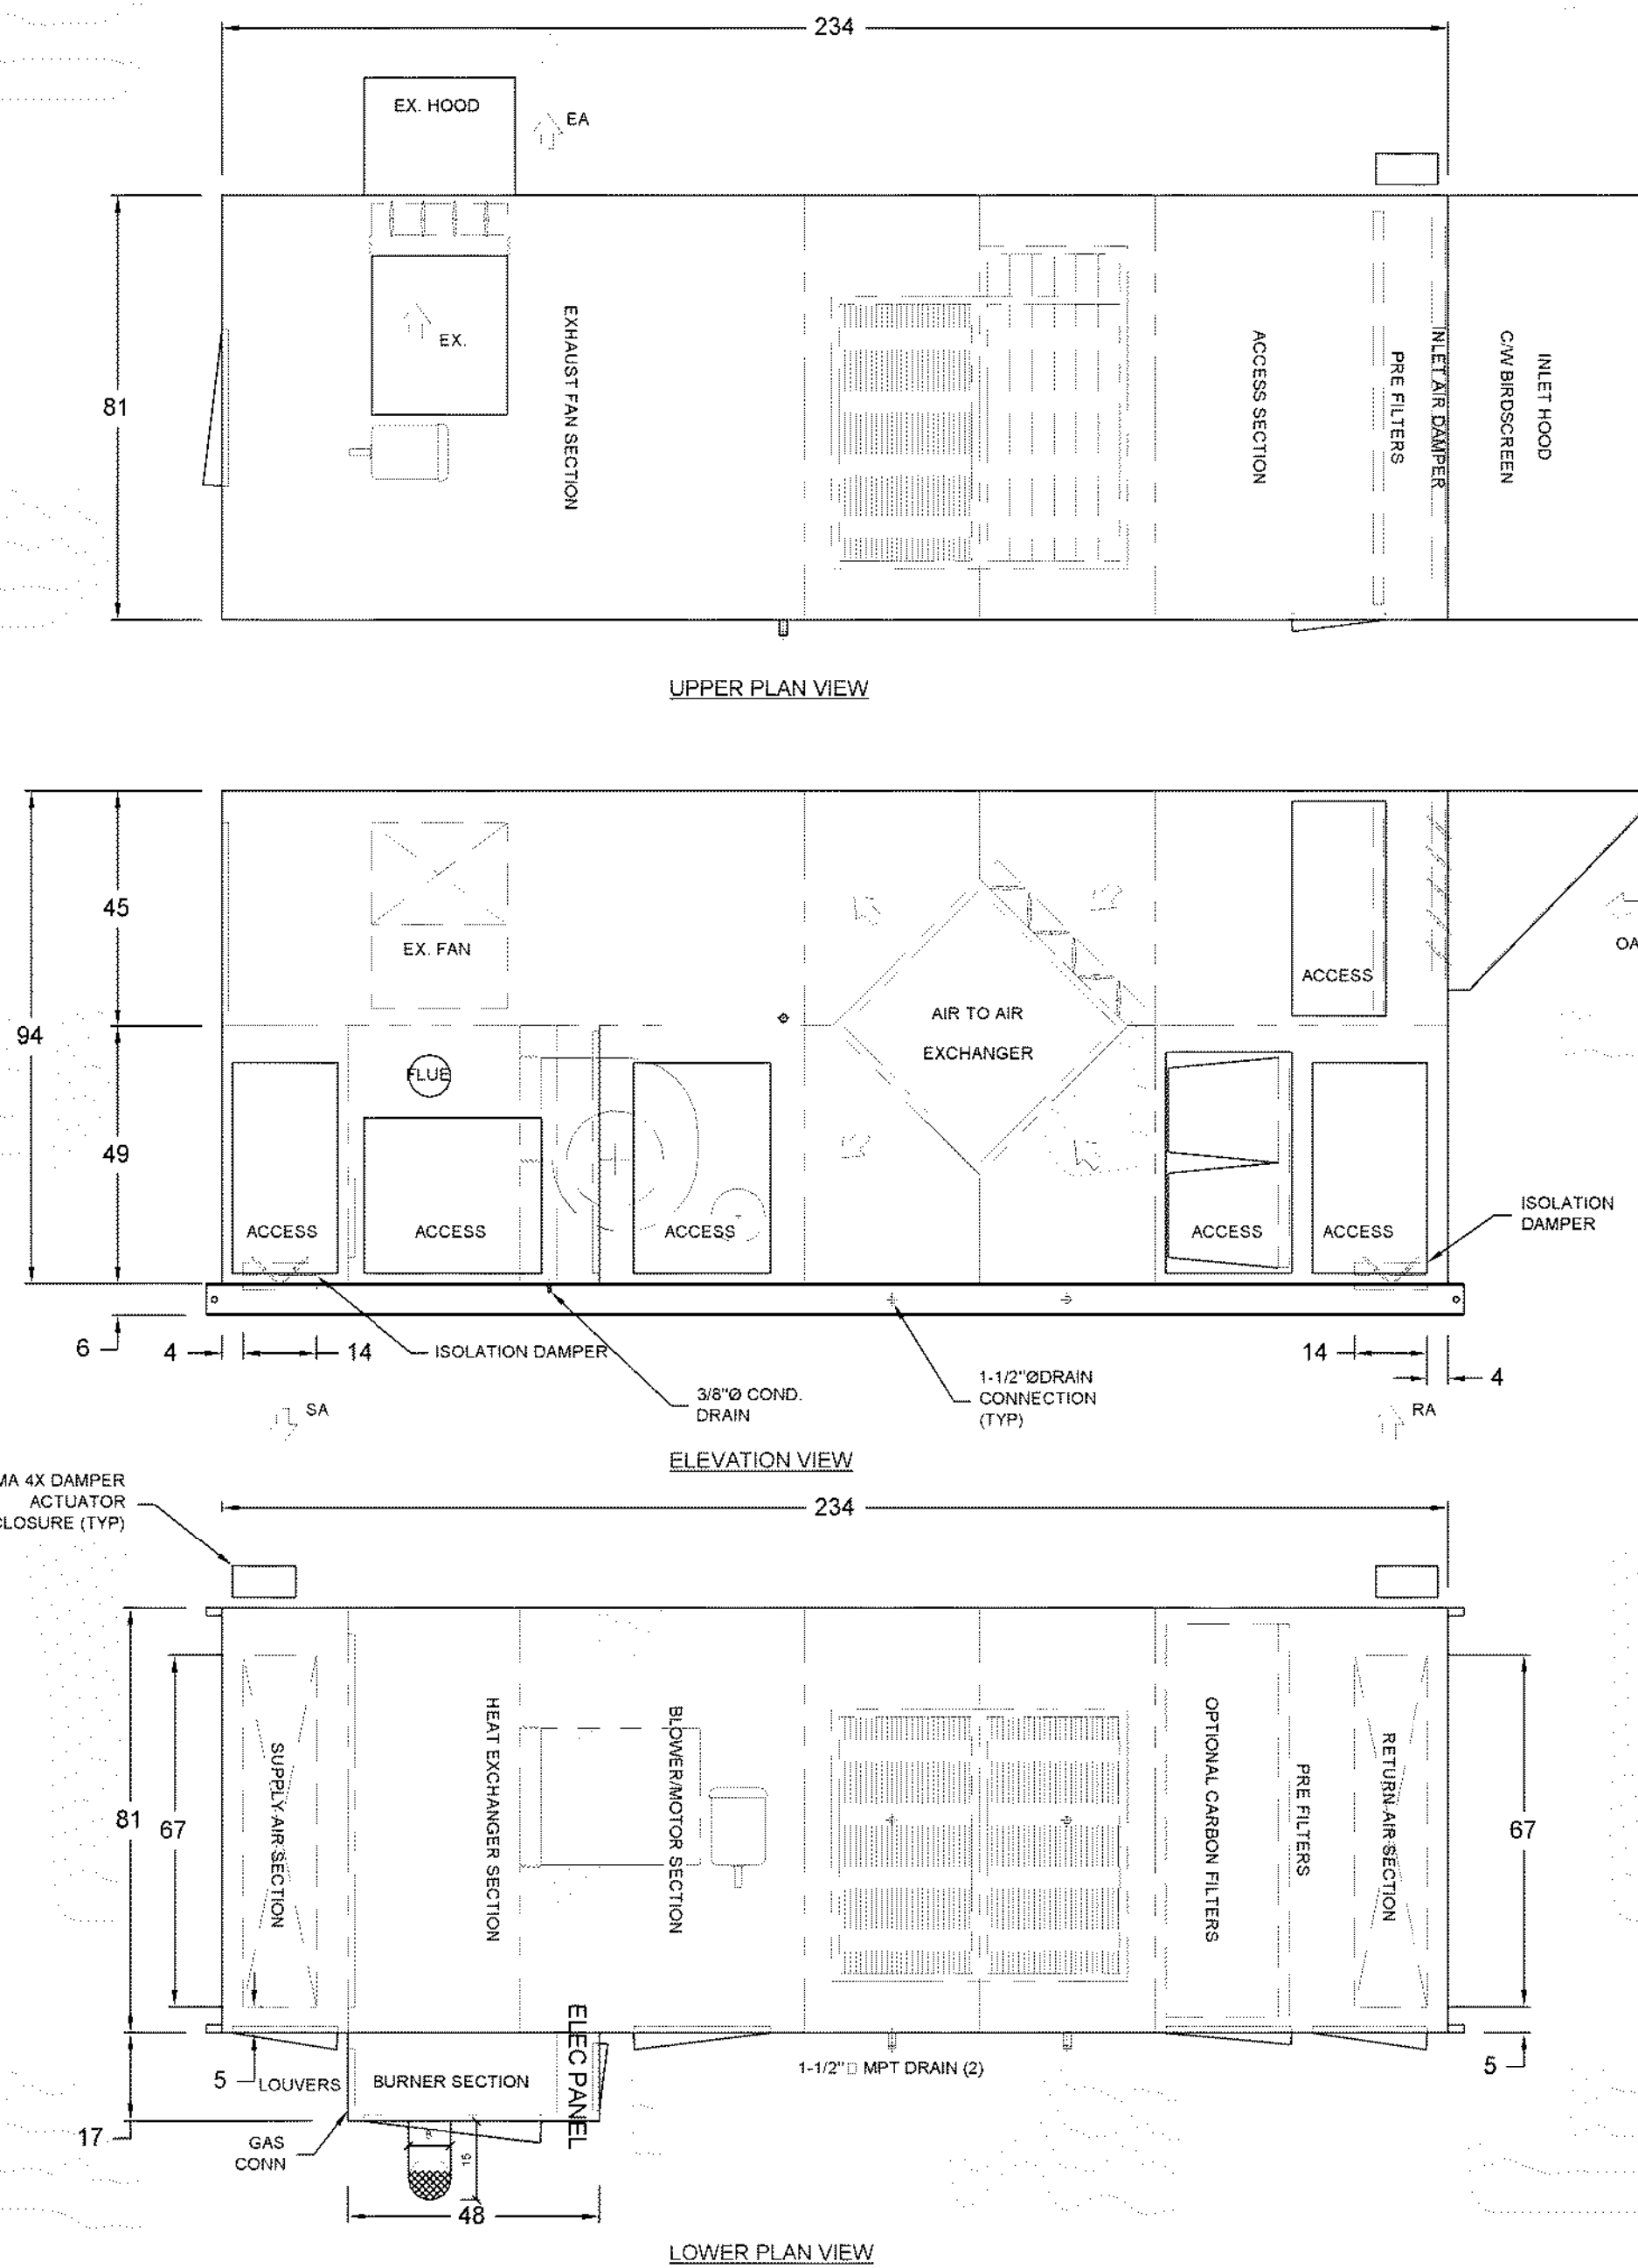 234
EX. HOOD
EA
EX.
EXHAUST FAN SECTION
ACCESS SECTION
PRE FILTERS
INLET AIR DAMPER
C/W BIRDSCREEN
INLET HOOD
81
UPPER PLAN VIEW
45
EX. FAN
94
AIR TO AIR
EXCHANGER
ACCESS
OA
FLUE
49
ACCESS
ACCESS
ACCESS
ACCESS
ACCESS
ISOLATION
DAMPER
6
4
14
ISOLATION DAMPER
3/8"Ø COND.
DRAIN
1-1/2"ØDRAIN
CONNECTION
(TYP)
14
4
SA
RA
ELEVATION VIEW
MA 4X DAMPER
ACTUATOR
CLOSURE (TYP)
234
SUPPLY AIR SECTION
HEAT EXCHANGER SECTION
BLOWER/MOTOR SECTION
OPTIONAL CARBON FILTERS
PRE FILTERS
RETURN AIR SECTION
81
67
67
5
LOUVERS
BURNER SECTION
ELEC PANEL
1-1/2"□ MPT DRAIN (2)
5
17
GAS
CONN
48
LOWER PLAN VIEW